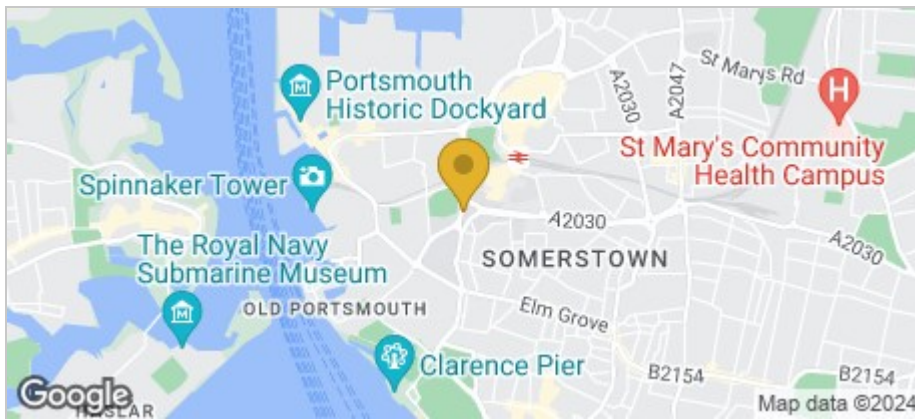 A2030
A2047
St Marys Rd
Portsmouth
Historic Dockyard
St Mary's Community
Health Campus
Spinnaker Tower
A2030
A2030
The Royal Navy
Submarine Museum
SOMERSTOWN
OLD PORTSMOUTH
Elm Grove
Clarence Pier
B2154
B2154
Google
HASLAR
Map data ©2024